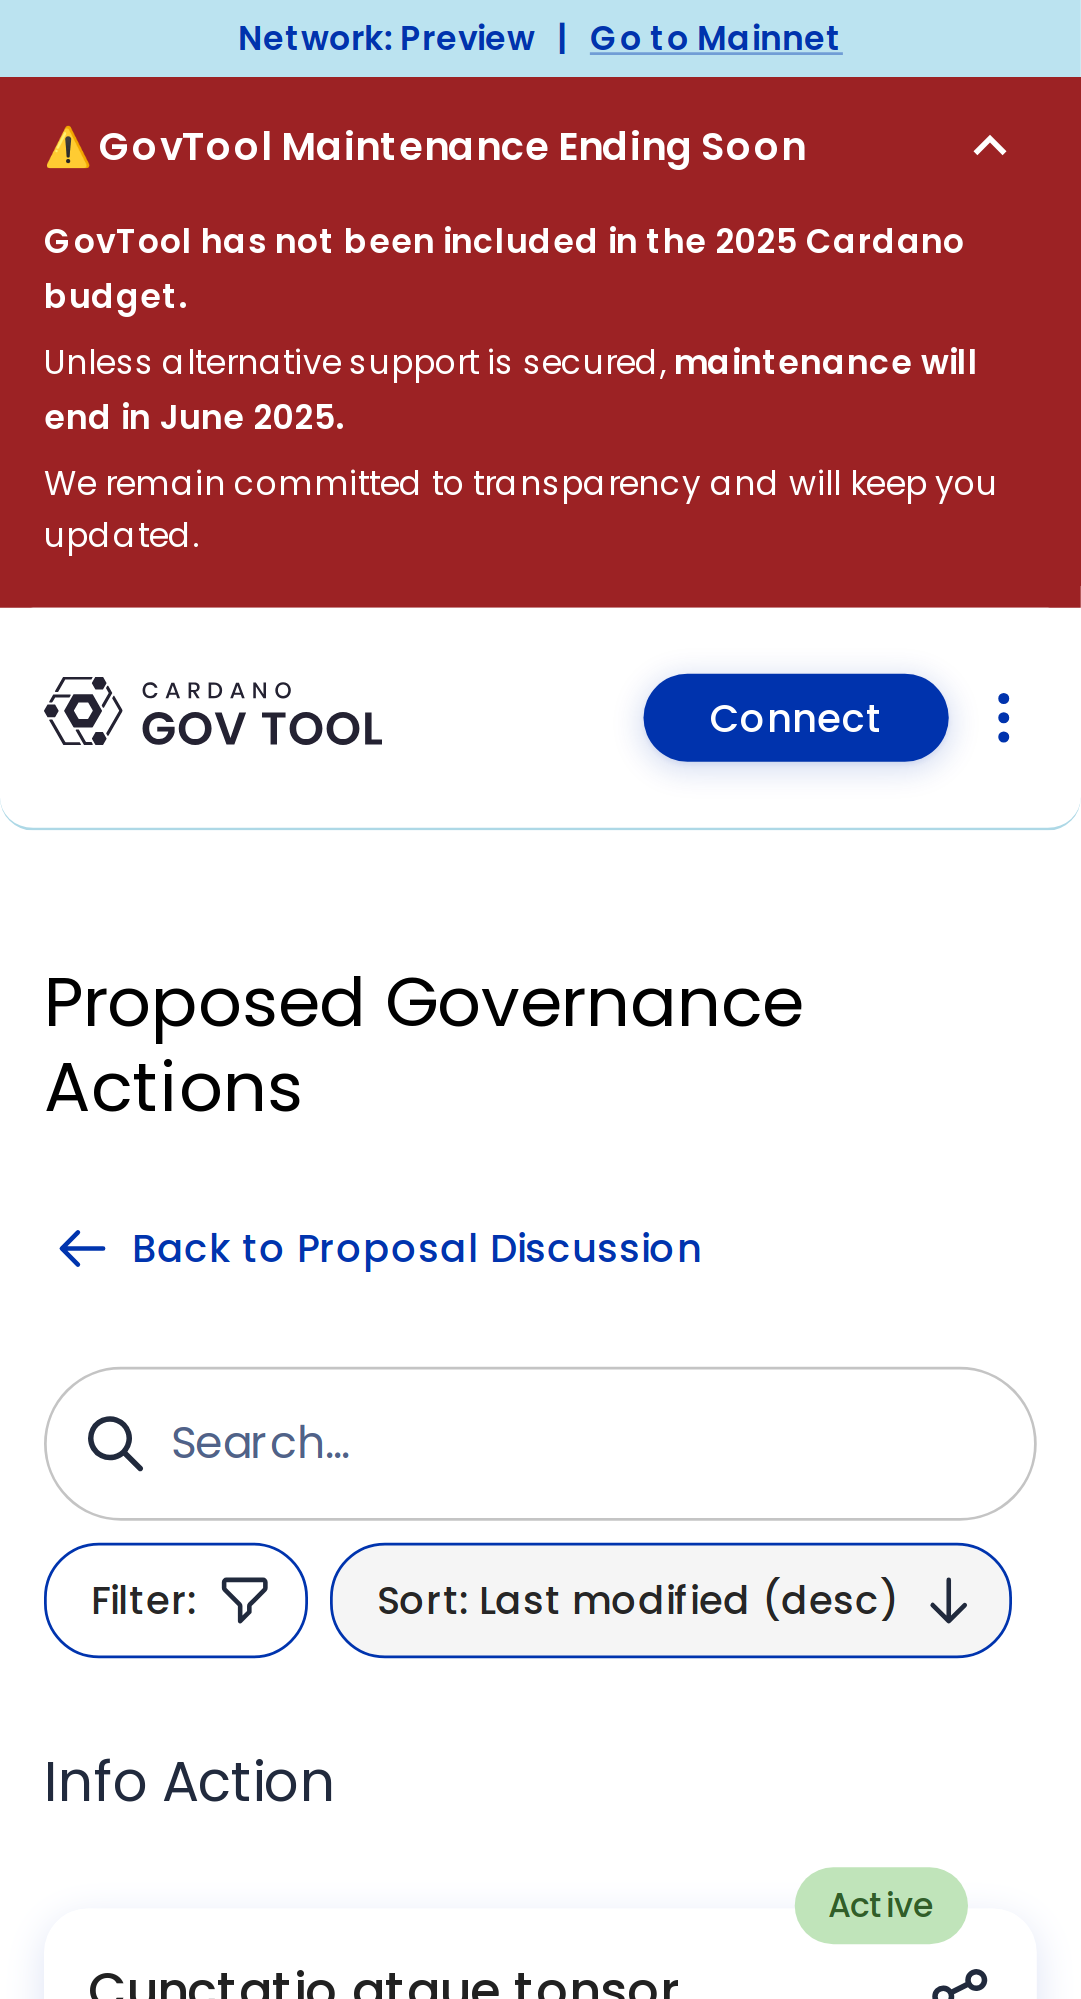 Network: Preview | Go to Mainnet
⚠️ GovTool Maintenance Ending Soon
GovTool has not been included in the 2025 Cardano
budget.
Unless alternative support is secured, maintenance will
end in June 2025.
We remain committed to transparency and will keep you
updated.
CARDANO
GOV TOOL
Connect
Proposed Governance
Actions
Back to Proposal Discussion
Search...
Filter:
Sort: Last modified (desc)
Info Action
Active
Cunctatio atque tonsor